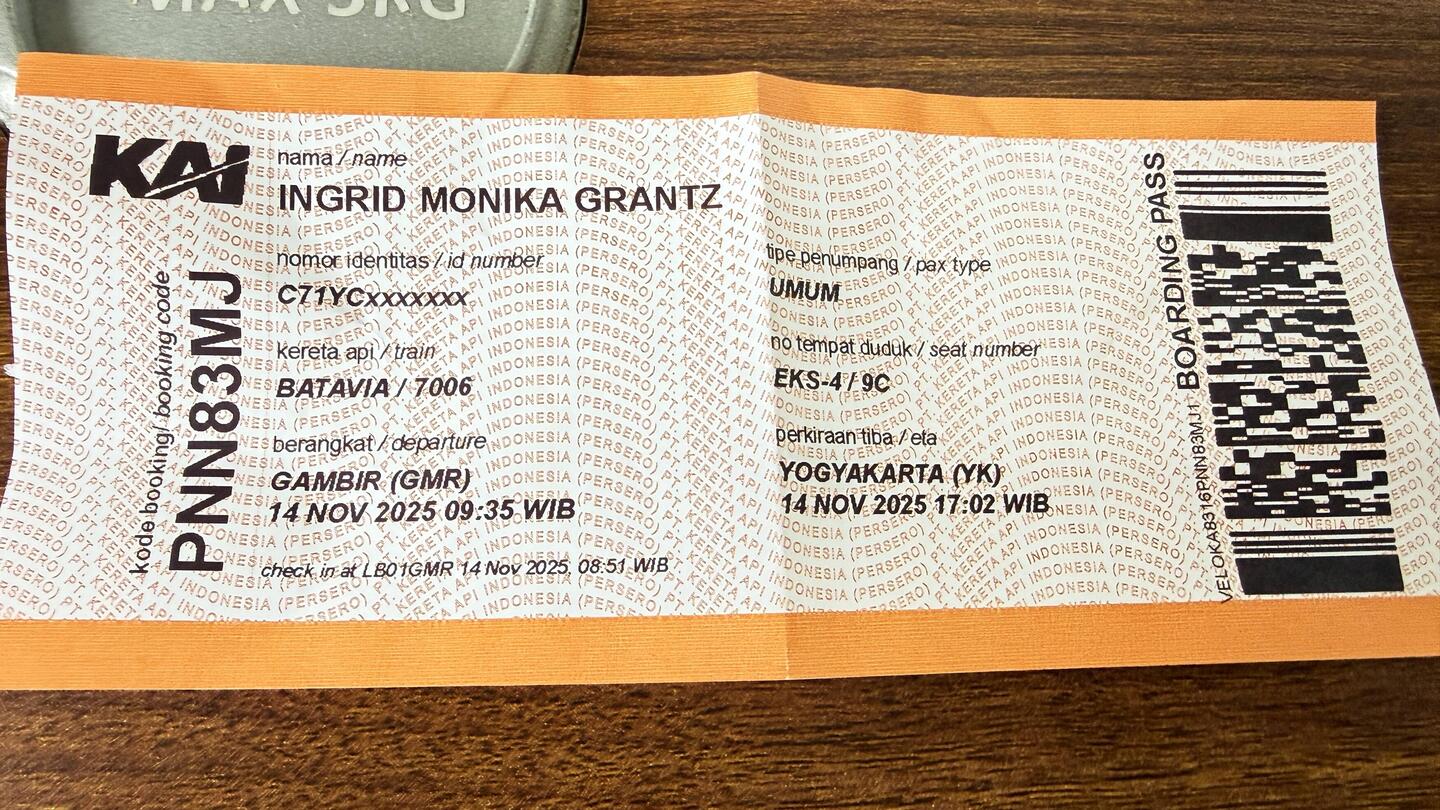 MAX 5KG
KAI
nama / name
INGRID MONIKA GRANTZ
nomor identitas / id number
C71YCxxxxxxx
kereta api / train
BATAVIA / 7006
berangkat / departure
GAMBIR (GMR)
14 NOV 2025 09:35 WIB
check in at LB01GMR 14 Nov 2025, 08:51 WIB
kode booking/ booking code
PNN83MJ
tipe penumpang / pax type
UMUM
no tempat duduk / seat number
EKS-4 / 9C
perkiraan tiba / eta
YOGYAKARTA (YK)
14 NOV 2025 17:02 WIB
BOARDING PASS
PT. KERETA API INDONESIA (PERSERO)